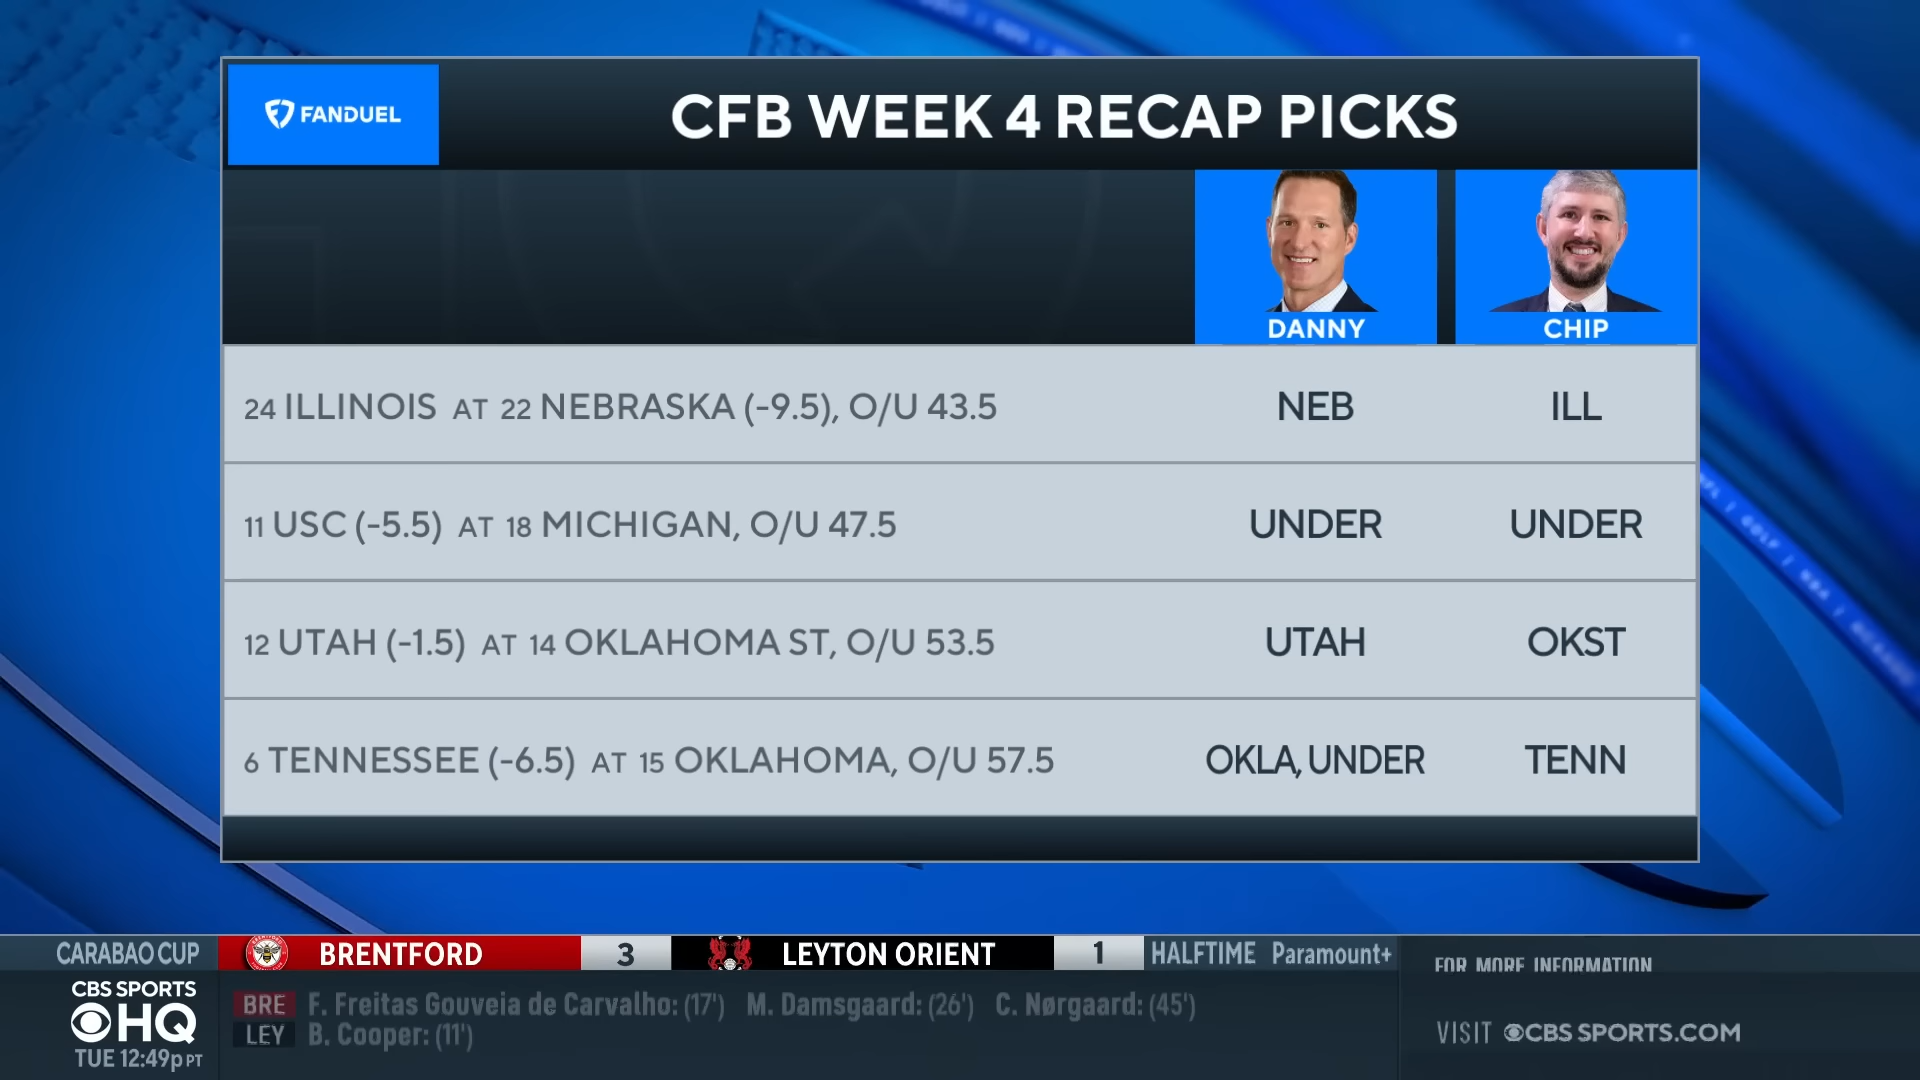 FANDUEL
CFB WEEK 4 RECAP PICKS
DANNY
CHIP
24 ILLINOIS AT 22 NEBRASKA (-9.5), O/U 43.5 NEB ILL
11 USC (-5.5) AT 18 MICHIGAN, O/U 47.5 UNDER UNDER
12 UTAH (-1.5) AT 14 OKLAHOMA ST, O/U 53.5 UTAH OKST
6 TENNESSEE (-6.5) AT 15 OKLAHOMA, O/U 57.5 OKLA, UNDER TENN
CARABAO CUP BRENTFORD 3 LEYTON ORIENT 1 HALFTIME Paramount+
FOR MORE INFORMATION
CBS SPORTS
HQ
TUE 12:49p PT
BRE F. Freitas Gouveia de Carvalho: (17') M. Damsgaard: (26') C. Nørgaard: (45')
LEY B. Cooper: (11')
VISIT CBS SPORTS.COM